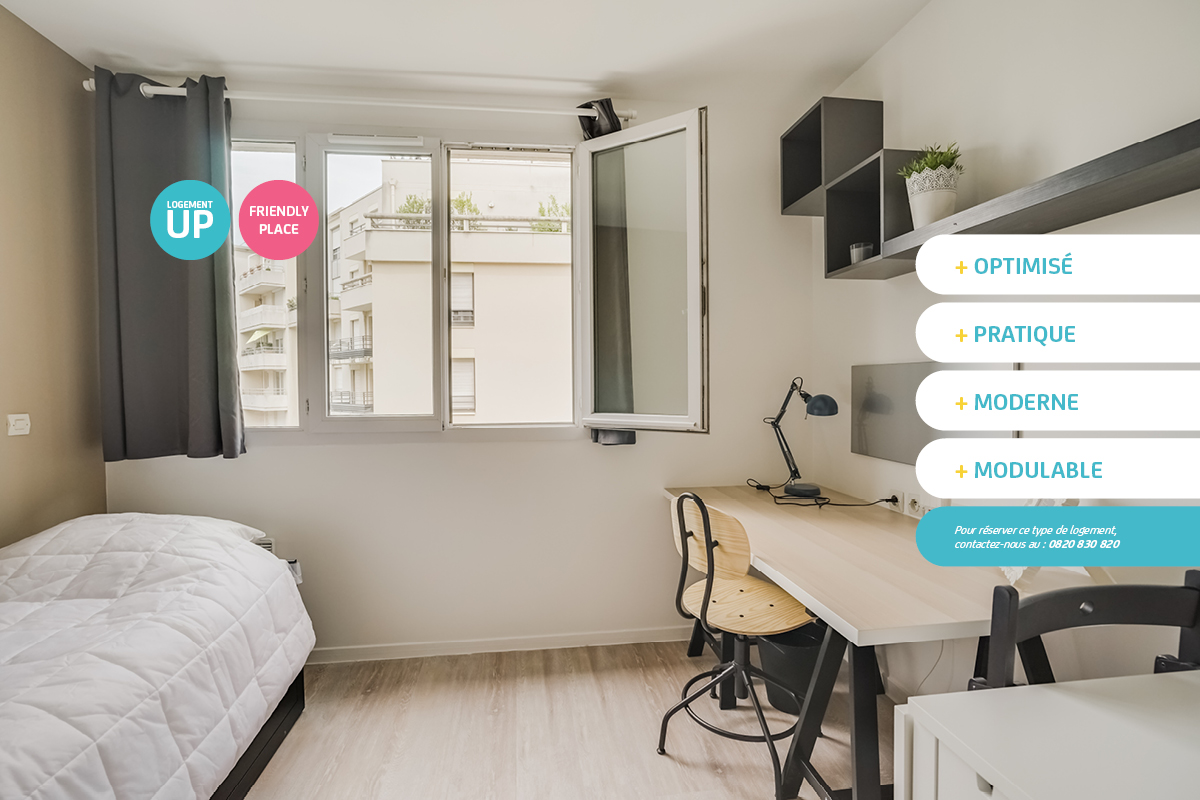 LOGEMENT
UP
FRIENDLY
PLACE
+ OPTIMISÉ
+ PRATIQUE
+ MODERNE
+ MODULABLE
Pour réserver ce type de logement,
contactez-nous au : 0820 830 820